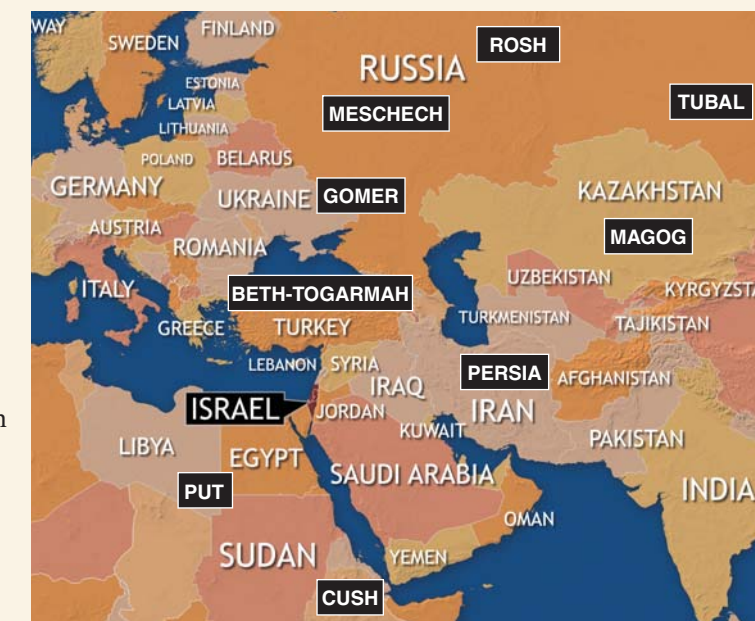 WAY
FINLAND
SWEDEN
ROSH
RUSSIA
ESTONIA
TUBAL
LATVIA
MESCHECH
LITHUANIA
POLAND
BELARUS
GERMANY
UKRAINE
GOMER
KAZAKHSTAN
AUSTRIA
MAGOG
ROMANIA
UZBEKISTAN
ITALY
BETH-TOGARMAH
KYRGYZSTA
TURKMENISTAN
TAJIKISTAN
GREECE
TURKEY
LEBANON
SYRIA
PERSIA
AFGHANISTAN
IRAQ
ISRAEL
JORDAN
IRAN
n
KUWAIT
PAKISTAN
LIBYA
EGYPT
SAUDI ARABIA
PUT
INDIA
OMAN
SUDAN
YEMEN
CUSH